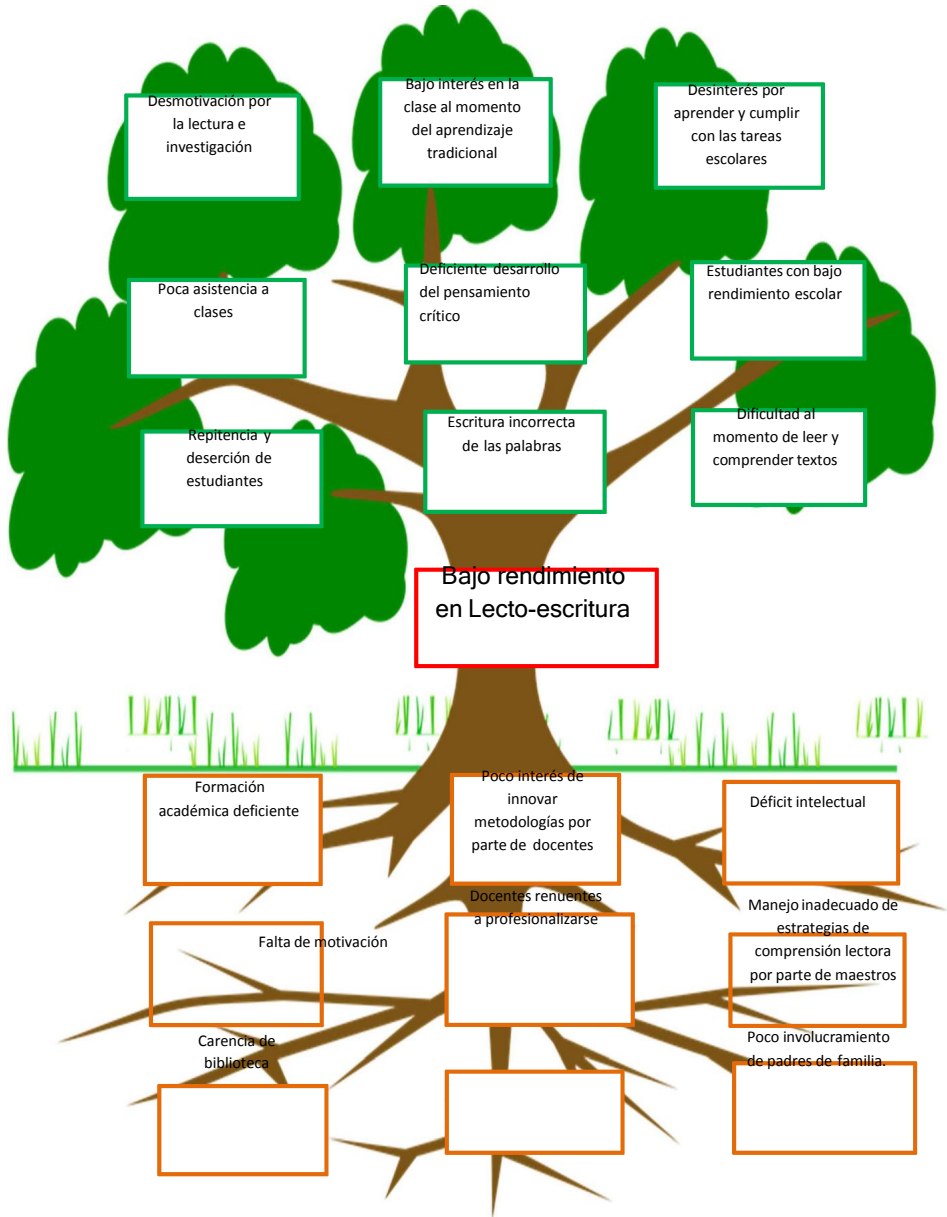 Desmotivación por
la lectura e
investigación
Bajo interés en la
clase al momento
del aprendizaje
tradicional
Desinterés por
aprender y cumplir
con las tareas
escolares
Poca asistencia a
clases
Deficiente desarrollo
del pensamiento
crítico
Estudiantes con bajo
rendimiento escolar
Repitencia y
deserción de
estudiantes
Escritura incorrecta
de las palabras
Dificultad al
momento de leer y
comprender textos
Bajo rendimiento
en Lecto-escritura
Formación
académica deficiente
Poco interés de
innovar
metodologías por
parte de docentes
Déficit intelectual
Falta de motivación
Docentes renuentes
a profesionalizarse
Manejo inadecuado de
estrategias de
comprensión lectora
por parte de maestros
Carencia de
biblioteca
Poco involucramiento
de padres de familia.